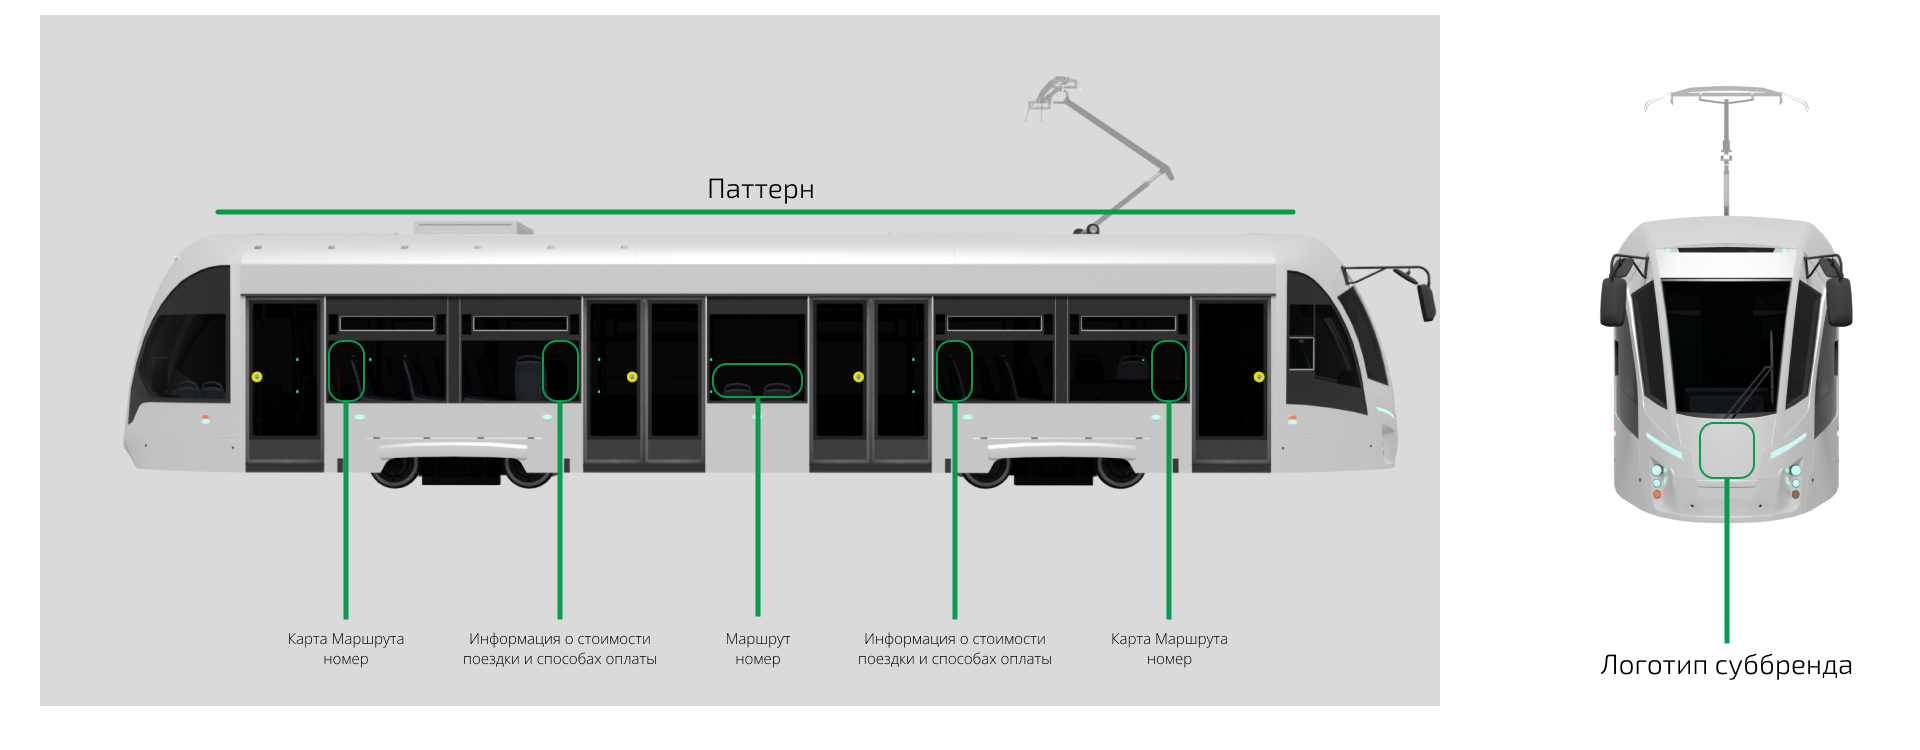 Паттерн
Карта Маршрута
номер
Информация о стоимости
поездки и способах оплаты
Маршрут
номер
Информация о стоимости
поездки и способах оплаты
Карта Маршрута
номер
Логотип суббренда